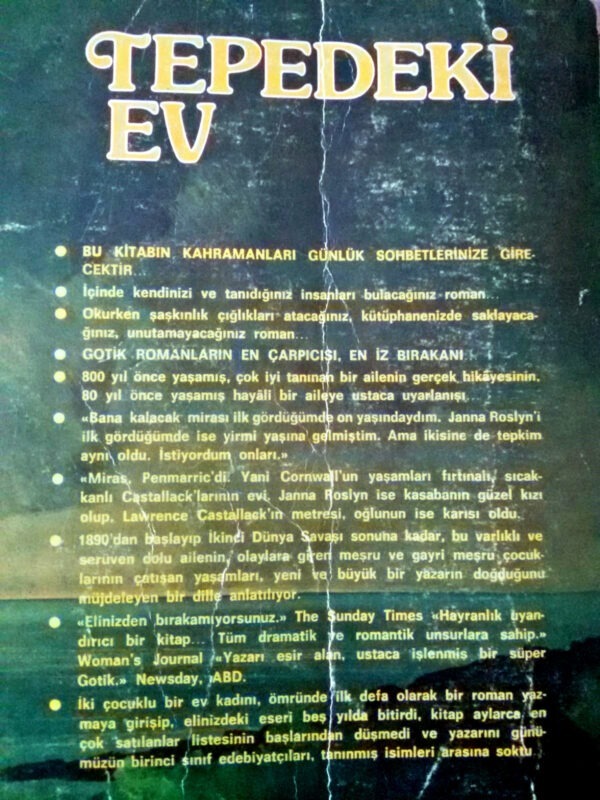 TEPEDEKİ
EV
BU KİTABIN KAHRAMANLARI GÜNLÜK SOHBETLERİNİZE GİRE-
CEKTİR...
İçinde kendinizi ve tanıdığınız insanları bulacağınız roman...
Okurken şaşkınlık çığlıkları atacağınız, kütüphanenizde saklayaca-
ğınız, unutamayacağınız roman...
GOTİK ROMANLARIN EN ÇARPICISI, EN İZ BIRAKANI...
800 yıl önce yaşamış, çok iyi tanınan bir ailenin gerçek hikâyesinin.
80 yıl önce yaşamış hayâli bir aileye ustaca uyarlanışı...
«Bana kalacak mirası ilk gördüğümde on yaşındaydım. Janna Roslyn'i
ilk gördüğümde ise yirmi yaşına gelmiştim. Ama ikisine de tepkim
aynı oldu. İstiyordum onları.»
«Miras, Penmarric'di. Yani Cornwall'un yaşamları fırtınalı, sıcak-
kanlı Castallack'larının evi. Janna Roslyn ise kasabanın güzel kızı
olup, Lawrence Castallack'in metresi, oğlunun ise karısı oldu.
1890'dan başlayıp İkinci Dünya Savaşı sonuna kadar, bu varlıklı ve
serüven dolu ailenin, olaylara giren meşru ve gayri meşru çocuk-
larının çatışan yaşamları, yeni ve büyük bir yazarın doğduğunu
müjdeleyen bir dille anlatılıyor.
«Elinizden bırakamıyorsunuz.» The Sunday Times «Hayranlık uyan-
dırıcı bir kitap... Tüm dramatik ve romantik unsurlara sahip.»
Woman's Journal «Yazarı esir alan, ustaca işlenmiş bir süper
Gotik.» Newsday, ABD.
İki çocuklu bir ev kadını, ömründe ilk defa olarak bir roman yaz-
maya girişip, elinizdeki eseri beş yılda bitirdi, kitap aylarca en
çok satılanlar listesinin başlarından düşmedi ve yazarını günü-
müzün birinci sınıf edebiyatçıları, tanınmış isimleri arasına soktu...